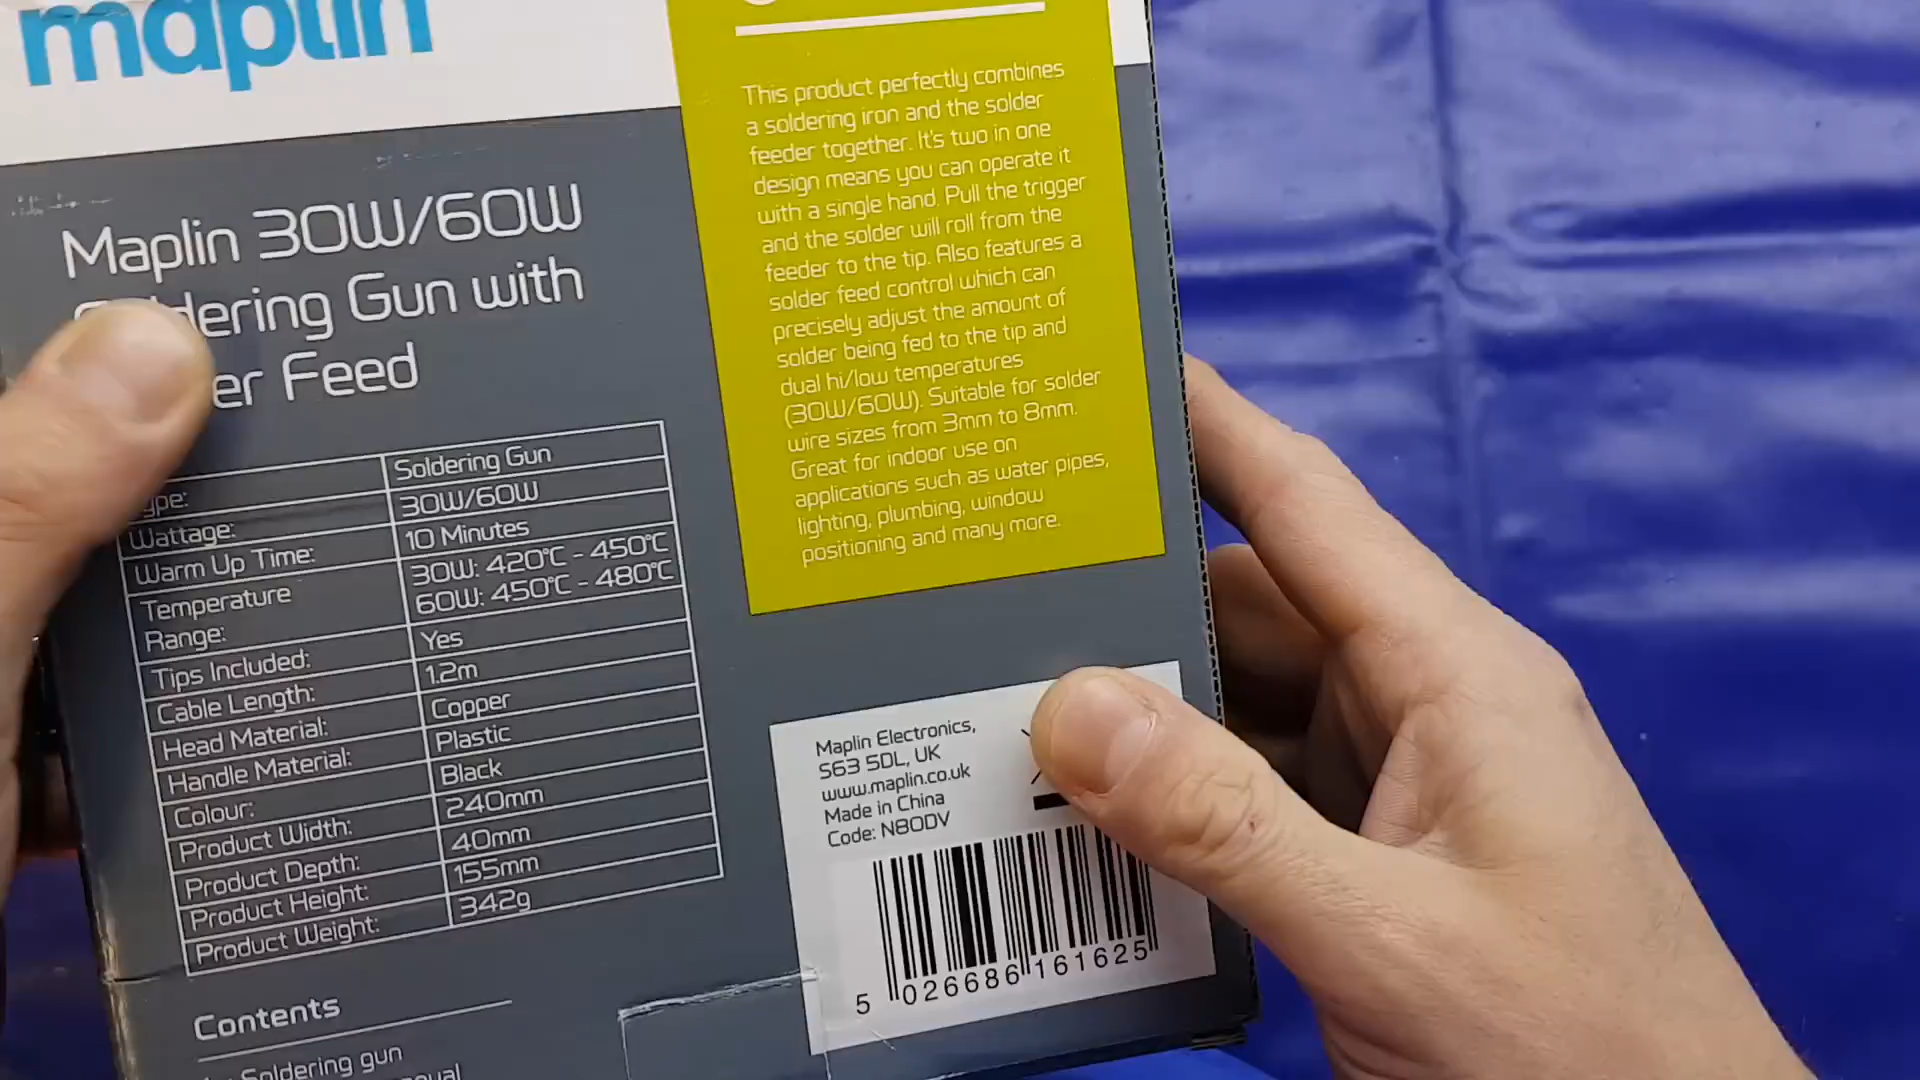 maplin
Maplin 30W/60W
dering Gun with
er Feed
ype:
Soldering Gun
Wattage:
30W/60W
Warm Up Time:
10 Minutes
Temperature
Range:
30W: 420°C - 450°C
60W: 450°C - 480°C
Tips Included:
Yes
Cable Length:
1.2m
Head Material:
Copper
Handle Material:
Plastic
Colour:
Black
Product Width:
240mm
Product Depth:
40mm
Product Height:
155mm
Product Weight:
342g
Contents
Soldering gun
This product perfectly combines
a soldering iron and the solder
feeder together. It's two in one
design means you can operate it
with a single hand. Pull the trigger
and the solder will roll from the
feeder to the tip. Also features a
solder feed control which can
precisely adjust the amount of
solder being fed to the tip and
dual hi/low temperatures
(30W/60W). Suitable for solder
wire sizes from 3mm to 8mm.
Great for indoor use on
applications such as water pipes,
lighting, plumbing, window
positioning and many more.
Maplin Electronics,
S63 5DL, UK
www.maplin.co.uk
Made in China
Code: N80DV
5 026686 161625